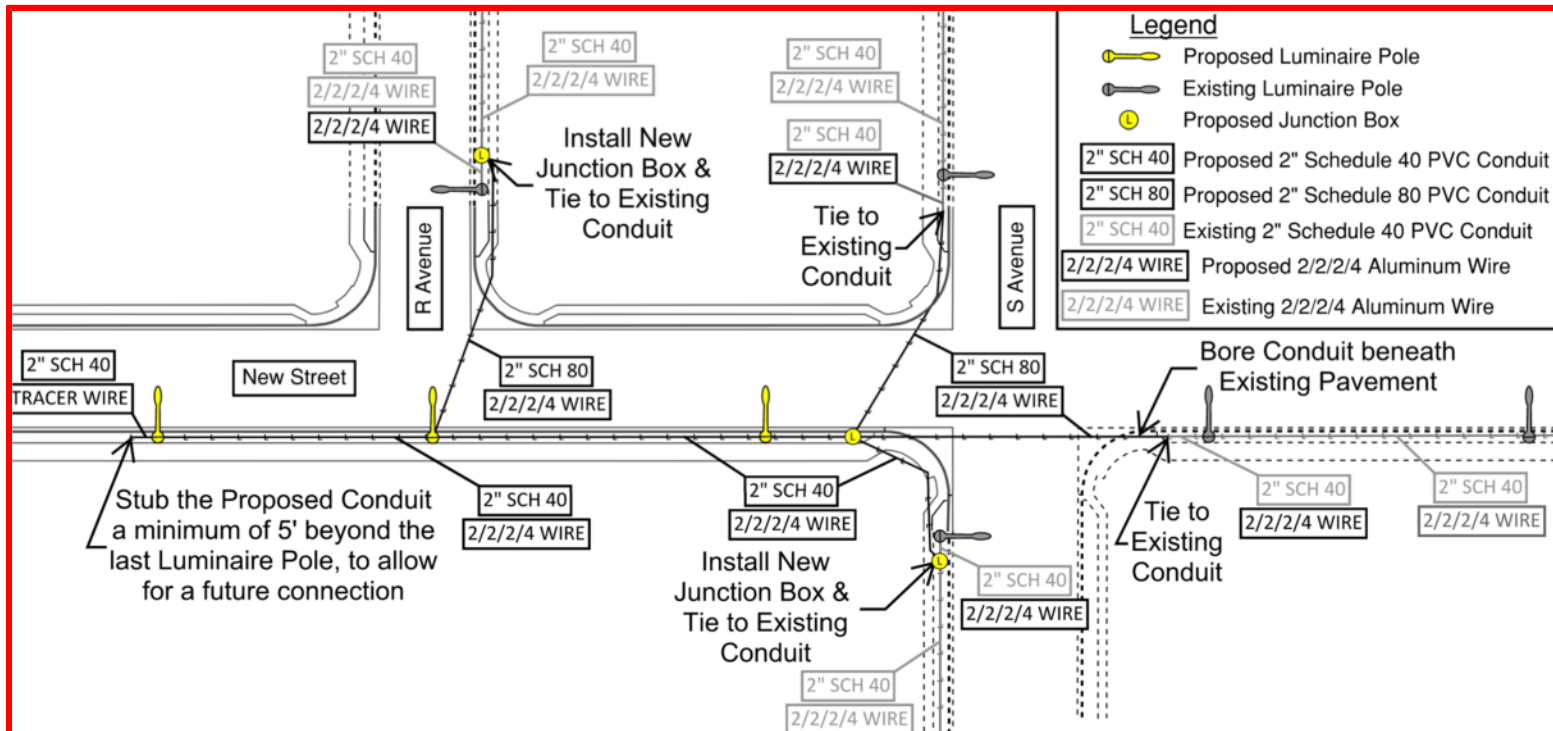 2" SCH 40
2/2/2/4 WIRE
2/2/2/4 WIRE
2" SCH 40
2/2/2/4 WIRE
Install New
Junction Box &
Tie to Existing
Conduit
L
2" SCH 40
2/2/2/4 WIRE
2" SCH 40
2/2/2/4 WIRE
Tie to
Existing
Conduit
R Avenue
S Avenue
Legend
Proposed Luminaire Pole
Existing Luminaire Pole
L Proposed Junction Box
2" SCH 40 Proposed 2" Schedule 40 PVC Conduit
2" SCH 80 Proposed 2" Schedule 80 PVC Conduit
2" SCH 40 Existing 2" Schedule 40 PVC Conduit
2/2/2/4 WIRE Proposed 2/2/2/4 Aluminum Wire
2/2/2/4 WIRE Existing 2/2/2/4 Aluminum Wire
2" SCH 40
TRACER WIRE
New Street
2" SCH 80
2/2/2/4 WIRE
2" SCH 80
2/2/2/4 WIRE
Bore Conduit beneath
Existing Pavement
L
Stub the Proposed Conduit
a minimum of 5' beyond the
last Luminaire Pole, to allow
for a future connection
2" SCH 40
2/2/2/4 WIRE
2" SCH 40
2/2/2/4 WIRE
Install New
Junction Box &
Tie to Existing
Conduit
L
2" SCH 40
2/2/2/4 WIRE
Tie to
Existing
Conduit
2" SCH 40
2/2/2/4 WIRE
2" SCH 40
2/2/2/4 WIRE
2" SCH 40
2/2/2/4 WIRE